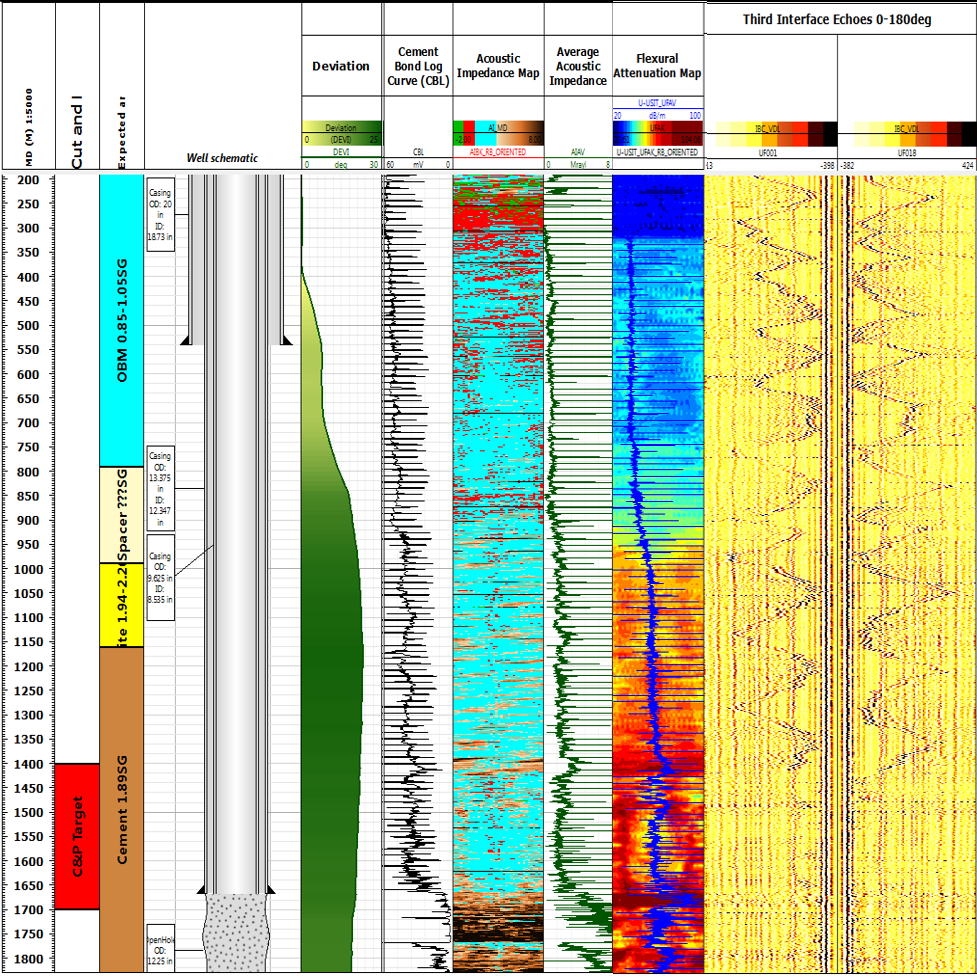 Third Interface Echoes 0-180deg
MD (M) 1:5000
Cut and
Expected ar
Well schematic
Deviation
Cement
Bond Log
Curve (CBL)
Acoustic
Impedance Map
Average
Acoustic
Impedance
Flexural
Attenuation Map
U-USIT_UFAV
20 dB/m 100
Deviation
0 (DEVI) 25
DEVI
0 deg 30
CBL
60 mV 0
AI_MD
8.00
AIBK_RB_ORIENTED
AIAV
0 Mrayl 8
UFAK
U-USIT_UFAK_RB_ORIENTED
IBC_VDL
UF001
-398
IBC_VDL
UF018
-382 424
200
250
300
350
400
450
500
550
600
650
700
750
800
850
900
950
1000
1050
1100
1150
1200
1250
1300
1350
1400
1450
1500
1550
1600
1650
1700
1750
1800
C&P Target
OBM 0.85-1.05SG
Spacer ???SG
1.94-2.2
Cement 1.89SG
Casing
OD: 20
in
ID:
18.73 in
Casing
OD:
13.375
in
ID:
12.347
in
Casing
OD:
9.625 in
ID:
8.535 in
OD:
12.25 in